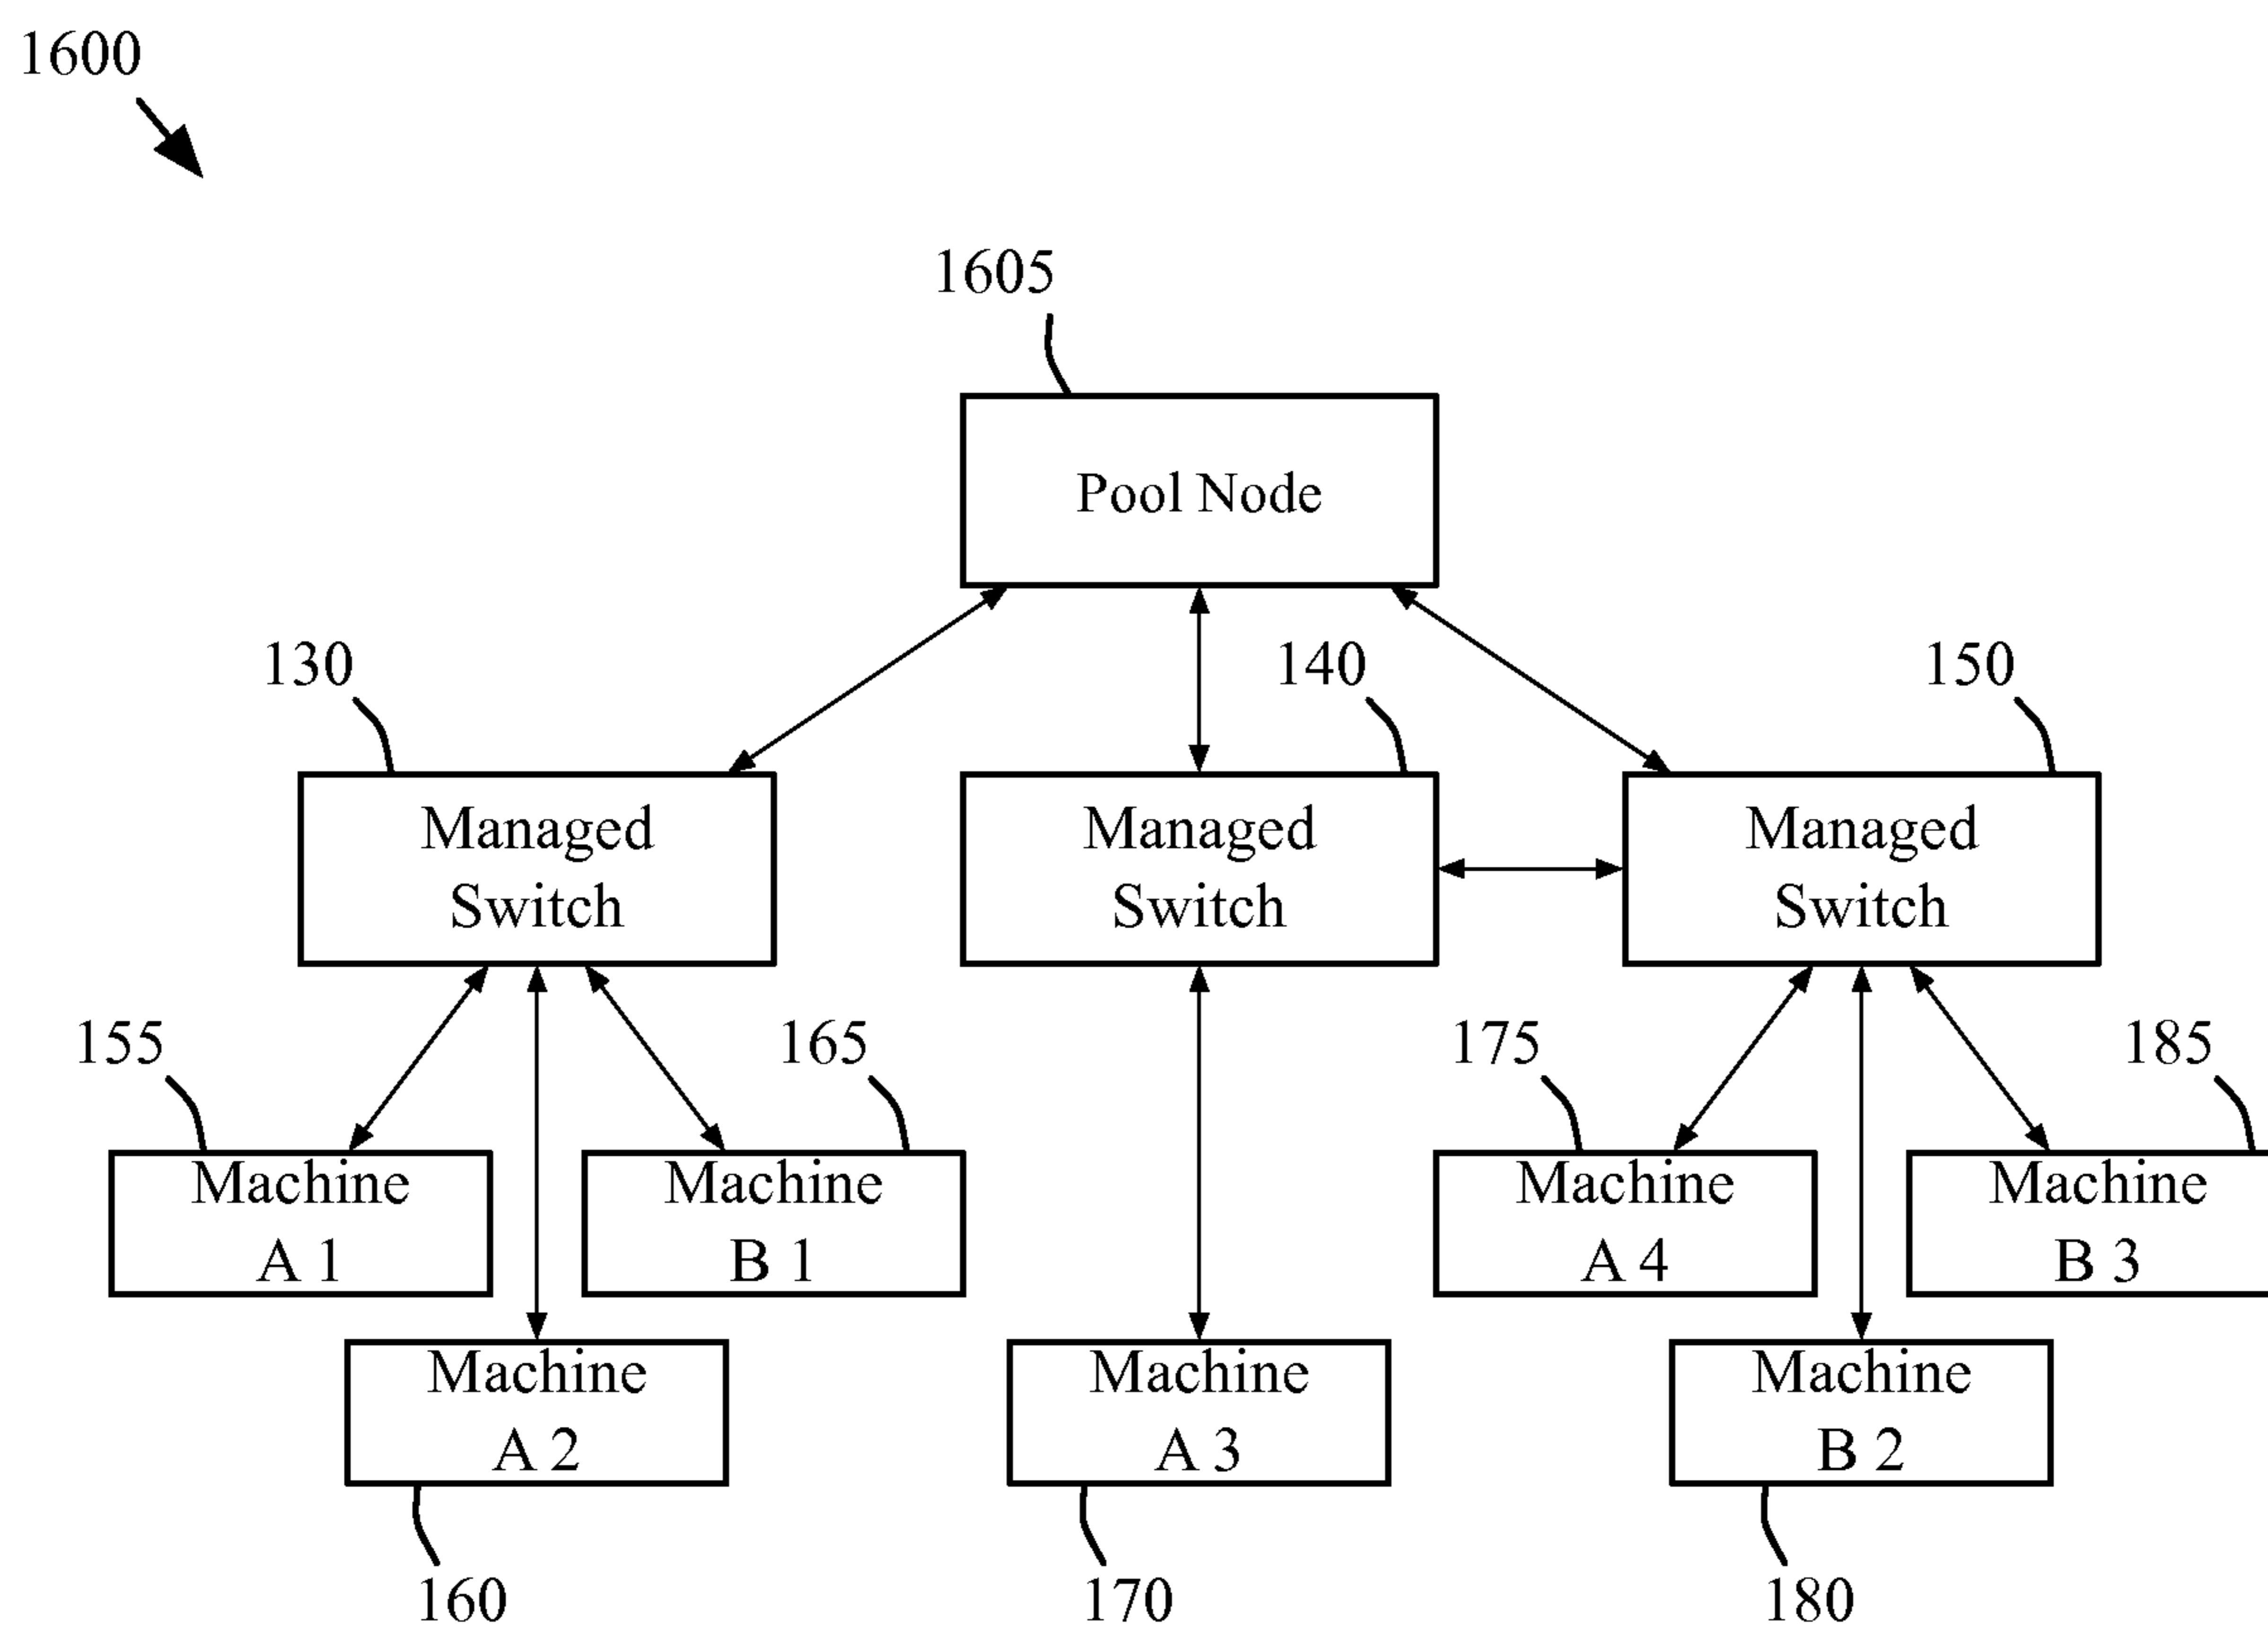 1600
1605
Pool Node
130
140
150
Managed
Switch
Managed
Switch
Managed
Switch
155
165
175
185
Machine
A 1
Machine
B 1
Machine
A 4
Machine
B 3
Machine
A 2
Machine
A 3
Machine
B 2
160
170
180